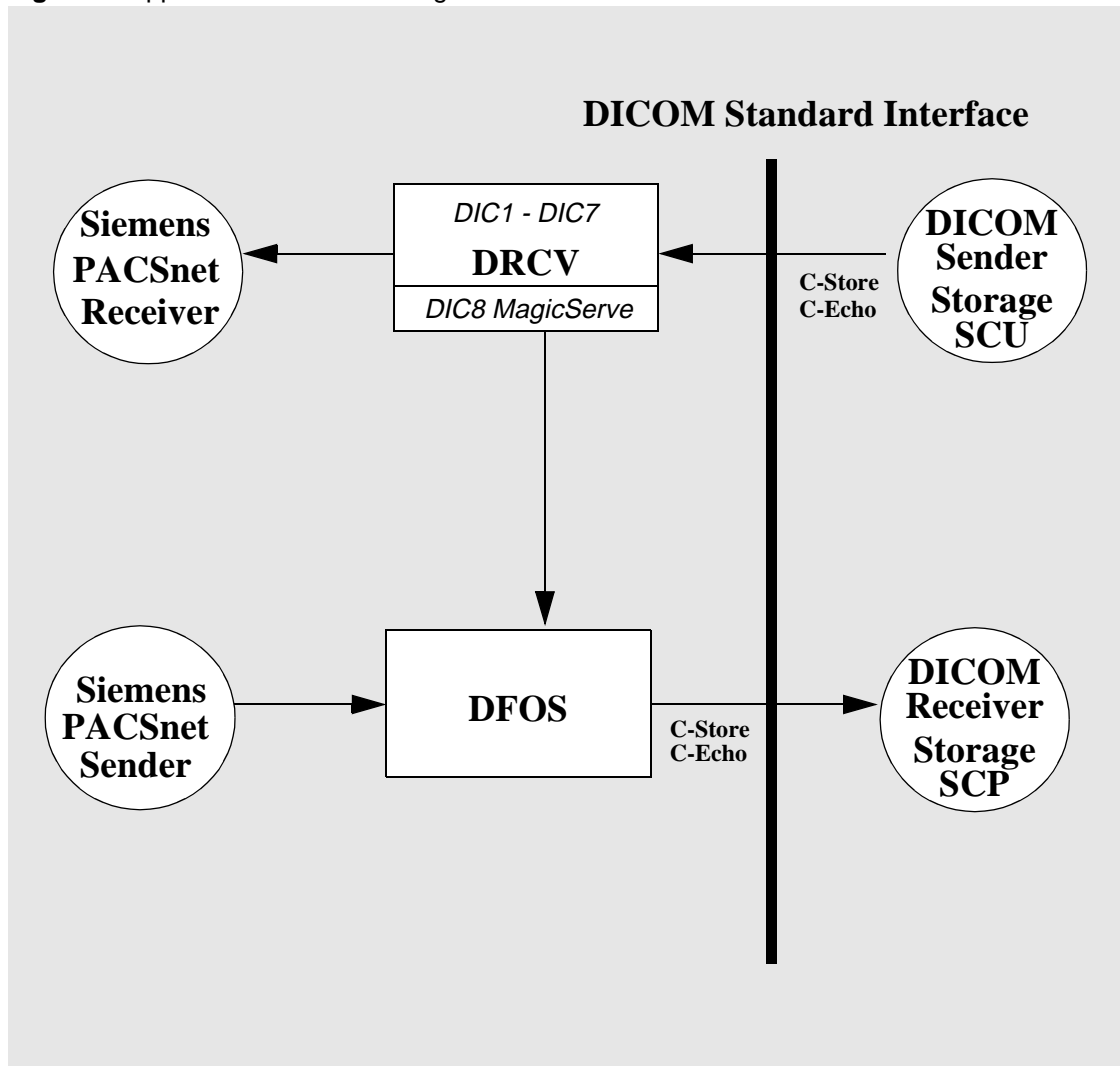 DICOM Standard Interface
Siemens
PACSnet
Receiver
DIC1 - DIC7
DRCV
DIC8 MagicServe
C-Store
C-Echo
DICOM
Sender
Storage
SCU
Siemens
PACSnet
Sender
DFOS
C-Store
C-Echo
DICOM
Receiver
Storage
SCP